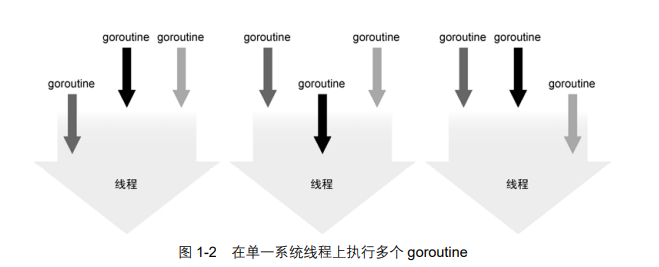 goroutine goroutine goroutine goroutine goroutine goroutine
goroutine goroutine goroutine
线程 线程 线程
图 1-2 在单一系统线程上执行多个 goroutine